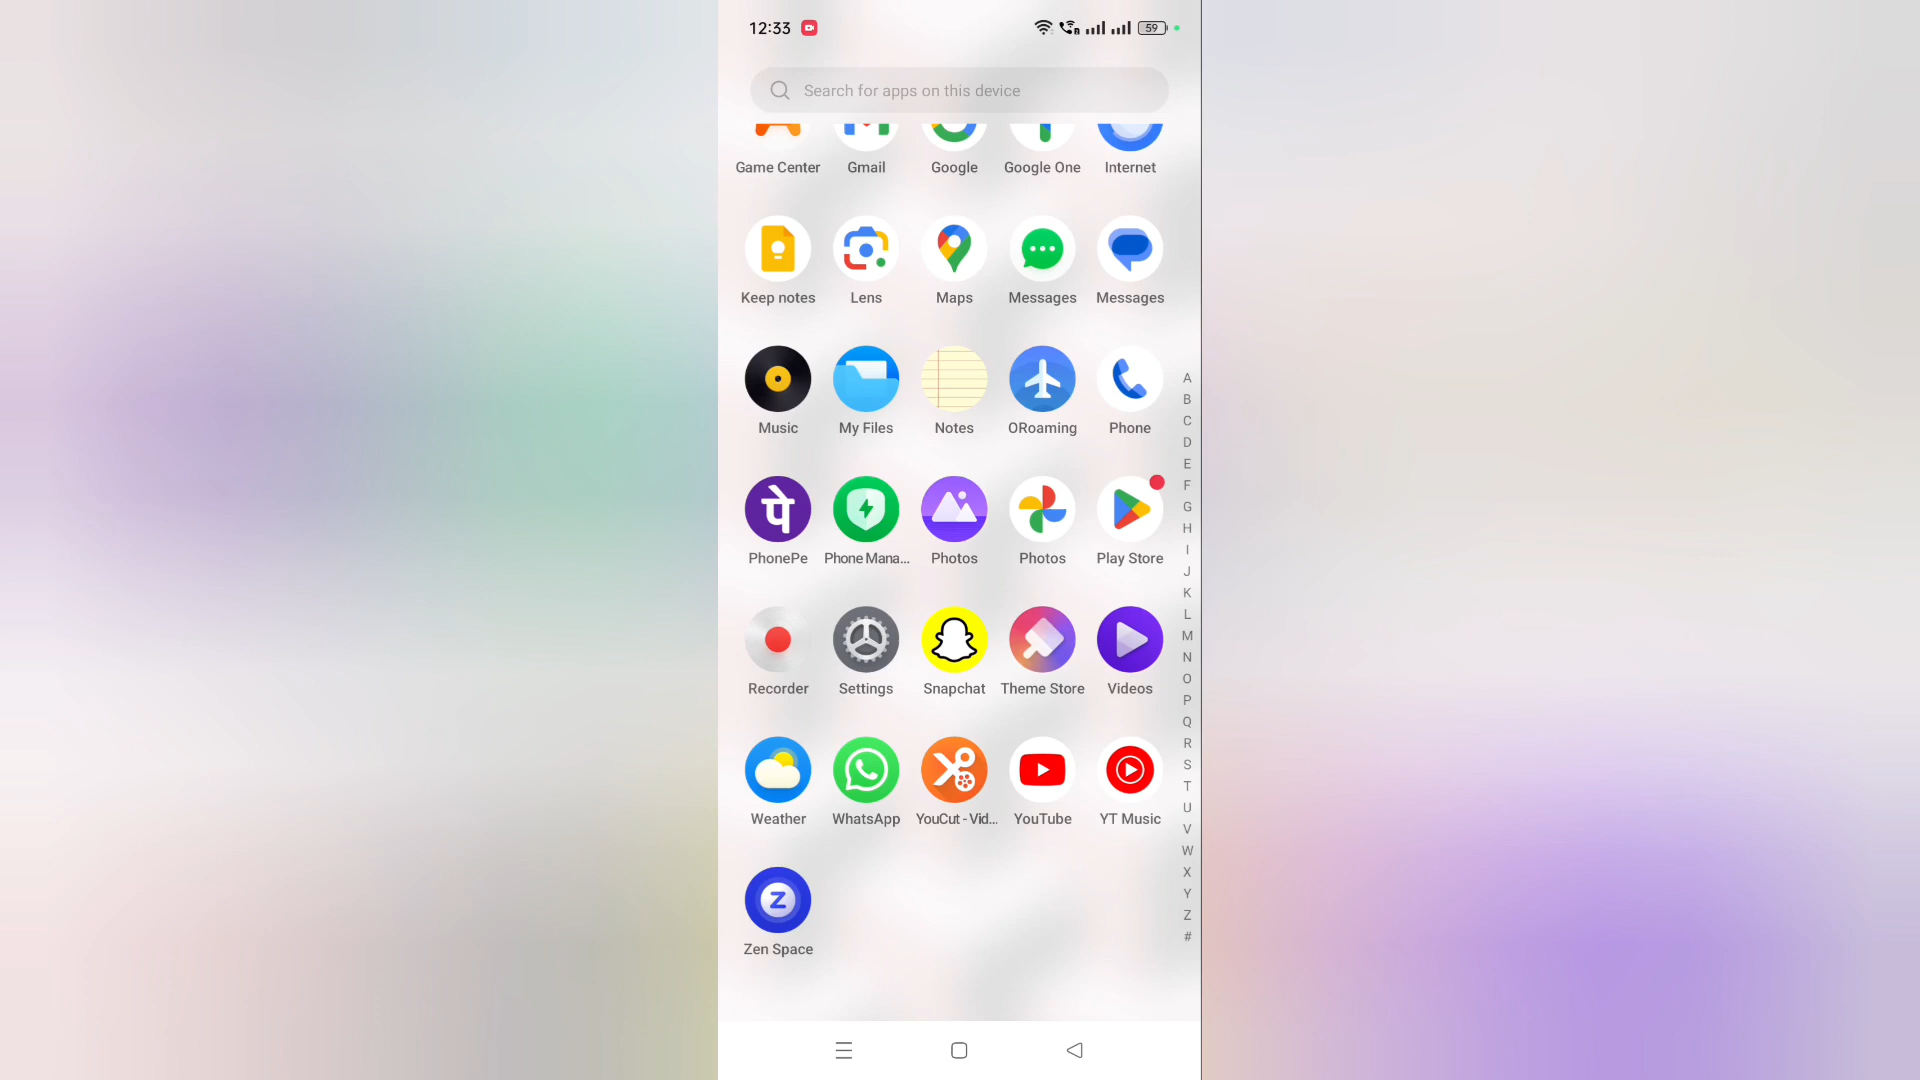 12:33
59
Search for apps on this device
Game Center Gmail Google Google One Internet
Keep notes Lens Maps Messages Messages
Music My Files Notes ORoaming Phone
पे
PhonePe Phone Mana... Photos Photos Play Store
Recorder Settings Snapchat Theme Store Videos
Weather WhatsApp YouCut - Vid... YouTube YT Music
Z
Zen Space
A
B
C
D
E
F
G
H
I
J
K
L
M
N
O
P
Q
R
S
T
U
V
W
X
Y
Z
#